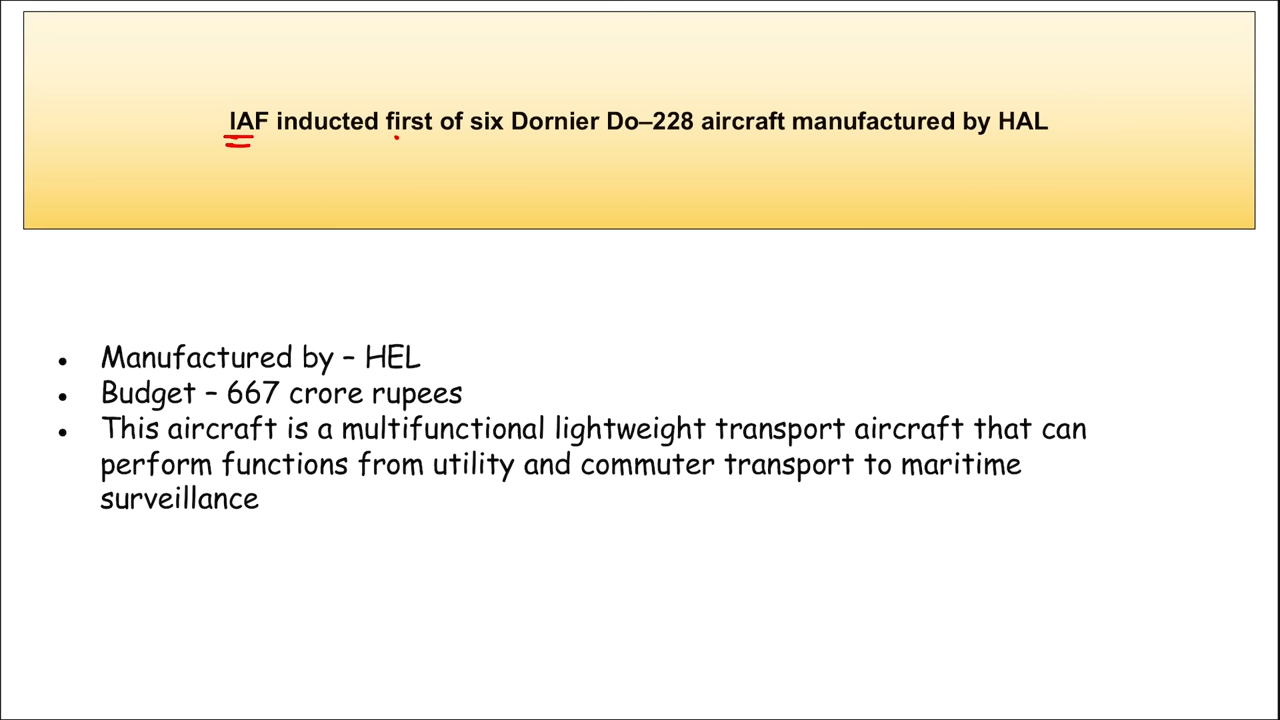 IAF inducted first of six Dornier Do–228 aircraft manufactured by HAL
• Manufactured by – HEL
• Budget – 667 crore rupees
• This aircraft is a multifunctional lightweight transport aircraft that can
perform functions from utility and commuter transport to maritime
surveillance